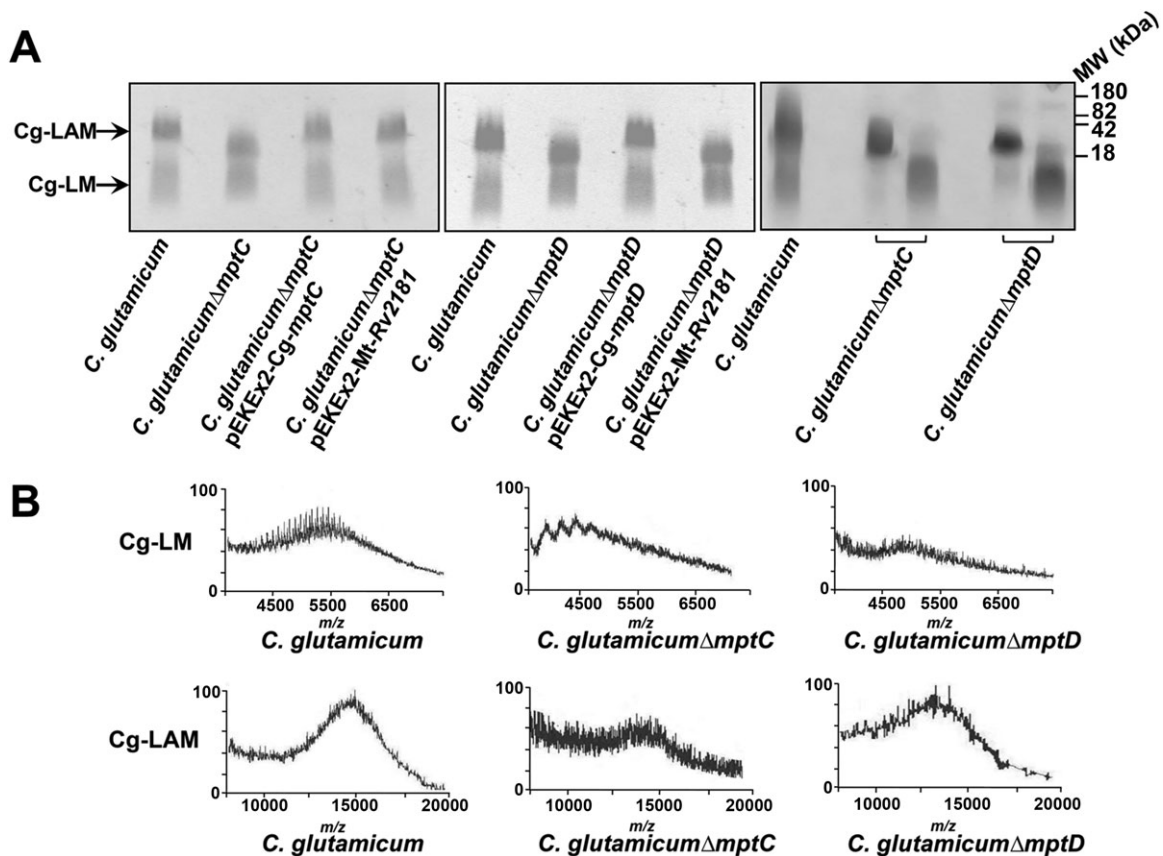 A
MW (kDa)
180
82
42
18
Cg-LAM
Cg-LM
C. glutamicum
C. glutamicumΔmptC
C. glutamicumΔmptC
pEKEx2-Cg-mptC
C. glutamicumΔmptC
pEKEx2-Mt-Rv2181
C. glutamicum
C. glutamicumΔmptD
C. glutamicumΔmptD
pEKEx2-Cg-mptD
C. glutamicumΔmptD
pEKEx2-Mt-Rv2181
C. glutamicum
C. glutamicumΔmptC
C. glutamicumΔmptD
B
Cg-LM
100
0
4500 5500 6500
m/z
C. glutamicum
100
0
4500 5500 6500
m/z
C. glutamicumΔmptC
100
0
4500 5500 6500
m/z
C. glutamicumΔmptD
Cg-LAM
100
0
10000 15000 20000
m/z
C. glutamicum
100
0
10000 15000 20000
m/z
C. glutamicumΔmptC
100
0
10000 15000 20000
m/z
C. glutamicumΔmptD